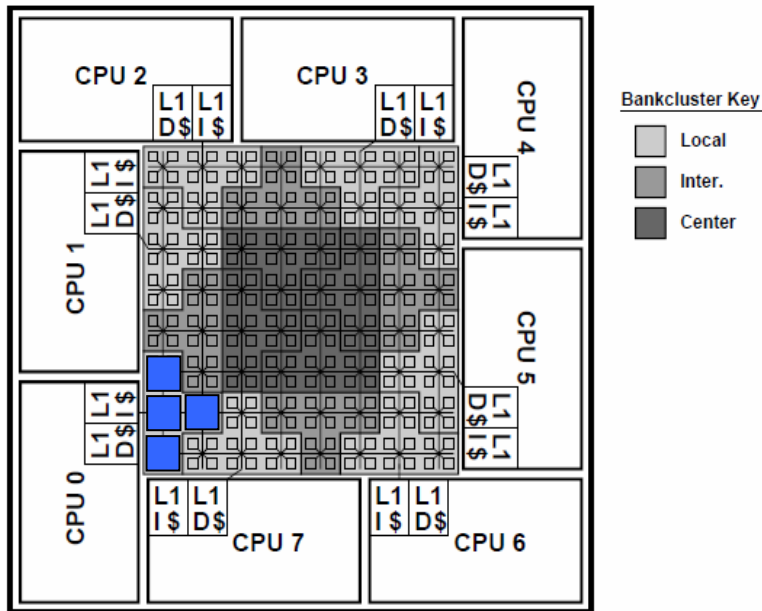 CPU 2
L1 L1
D$ I $
CPU 3
L1 L1
D$ I $
CPU 4
L1 L1
D$ I $
Bankcluster Key
Local
Inter.
Center
CPU 1
L1 L1
I $ D$
CPU 5
L1 L1
D$ I $
CPU 0
L1 L1
I $ D$
L1 L1
I $ D$
CPU 7
L1 L1
I $ D$
CPU 6